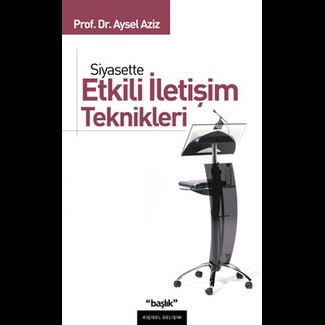 Prof. Dr. Aysel Aziz
Siyasette
Etkili İletişim
Teknikleri
"başlık"
KİŞİSEL GELİŞİM